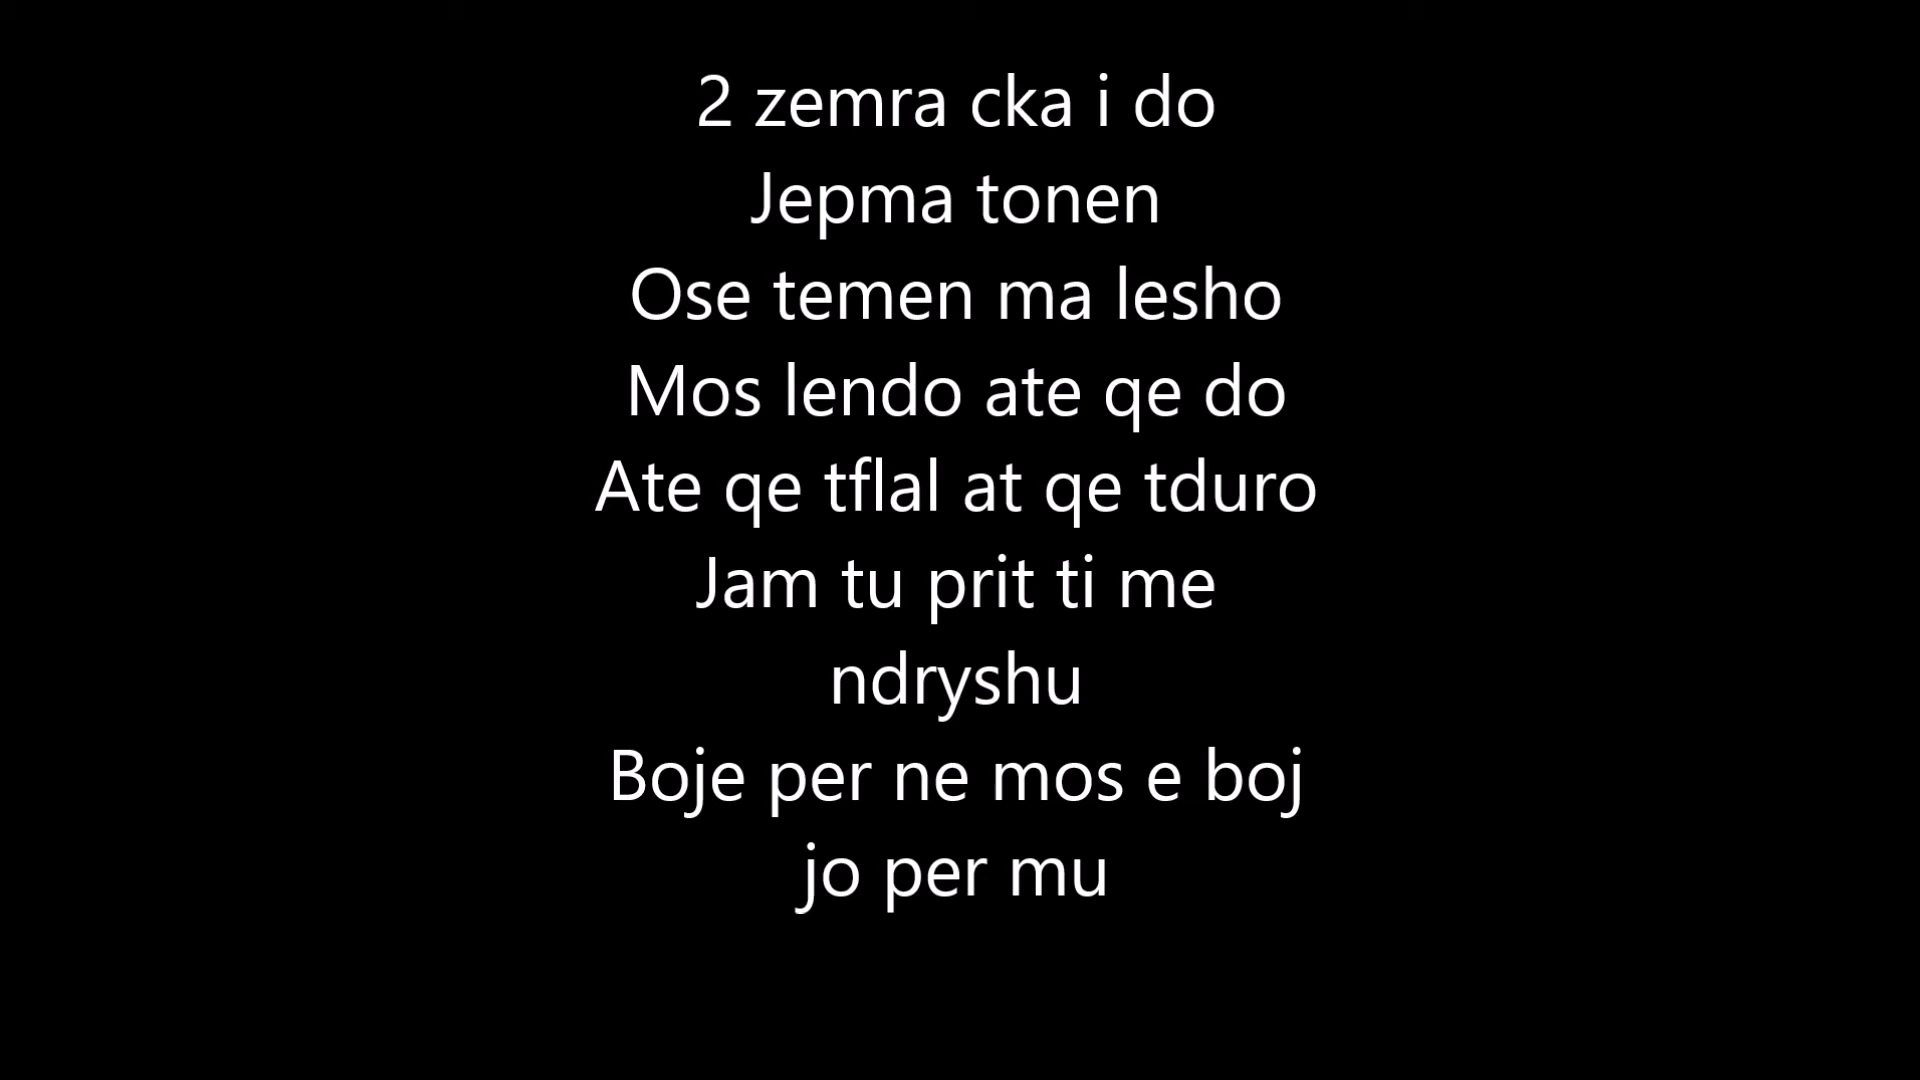 2 zemra cka i do
Jepma tonen
Ose temen ma lesho
Mos lendo ate qe do
Ate qe tflal at qe tduro
Jam tu prit ti me
ndryshu
Boje per ne mos e boj
jo per mu